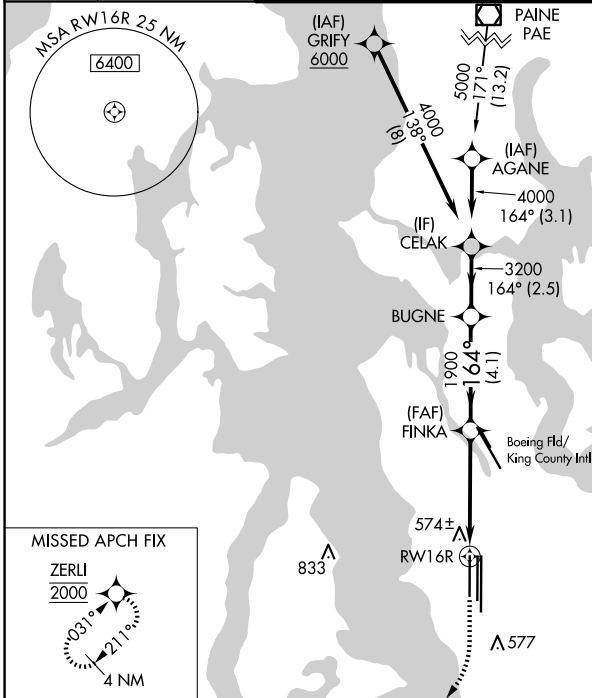 MSA RW16R 25 NM
6400
(IAF)
GRIFY
6000
PAINE
PAE
5000
171°
(13.2)
4000
138°
(8)
(IAF)
AGANE
4000
164° (3.1)
(IF)
CELAK
3200
164° (2.5)
BUGNE
1900
164°
(4.1)
(FAF)
FINKA
Boeing Fld/
King County Intl
574±
RW16R
833
577
MISSED APCH FIX
ZERLI
2000
031°
211°
4 NM